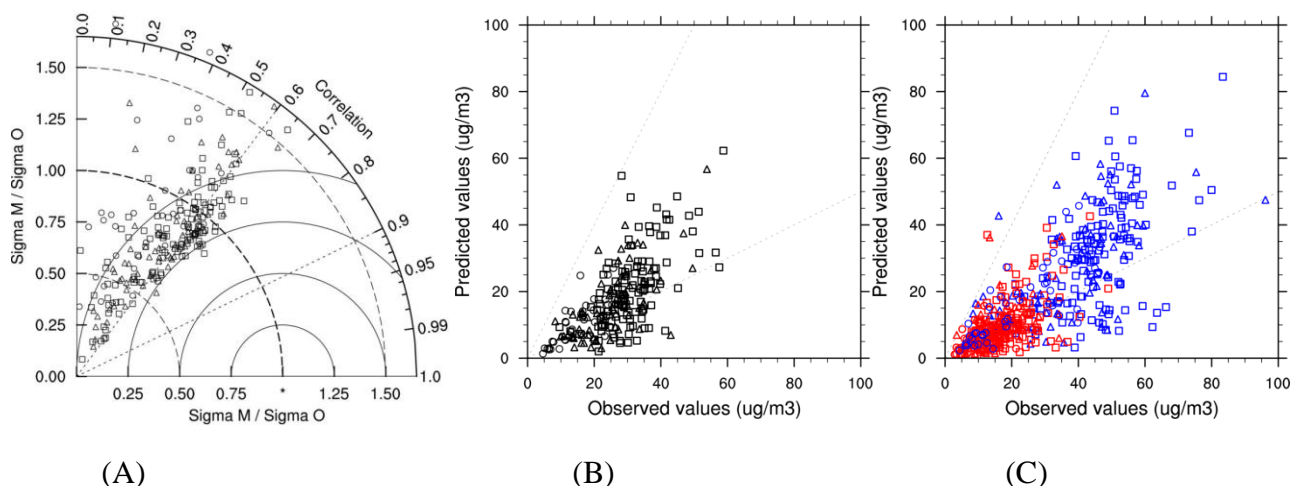 0.0 0.1 0.2 0.3 0.4 0.5 0.6 0.7 0.8 0.9 0.95 0.99 1.0
Correlation
1.50
1.25
1.00
0.75
0.50
0.25
0.00
Sigma M / Sigma O
0.25 0.50 0.75 * 1.25 1.50
Sigma M / Sigma O
100
80
60
40
20
0
Predicted values (ug/m3)
0 20 40 60 80 100
Observed values (ug/m3)
100
80
60
40
20
0
Predicted values (ug/m3)
0 20 40 60 80 100
Observed values (ug/m3)
(A) (B) (C)